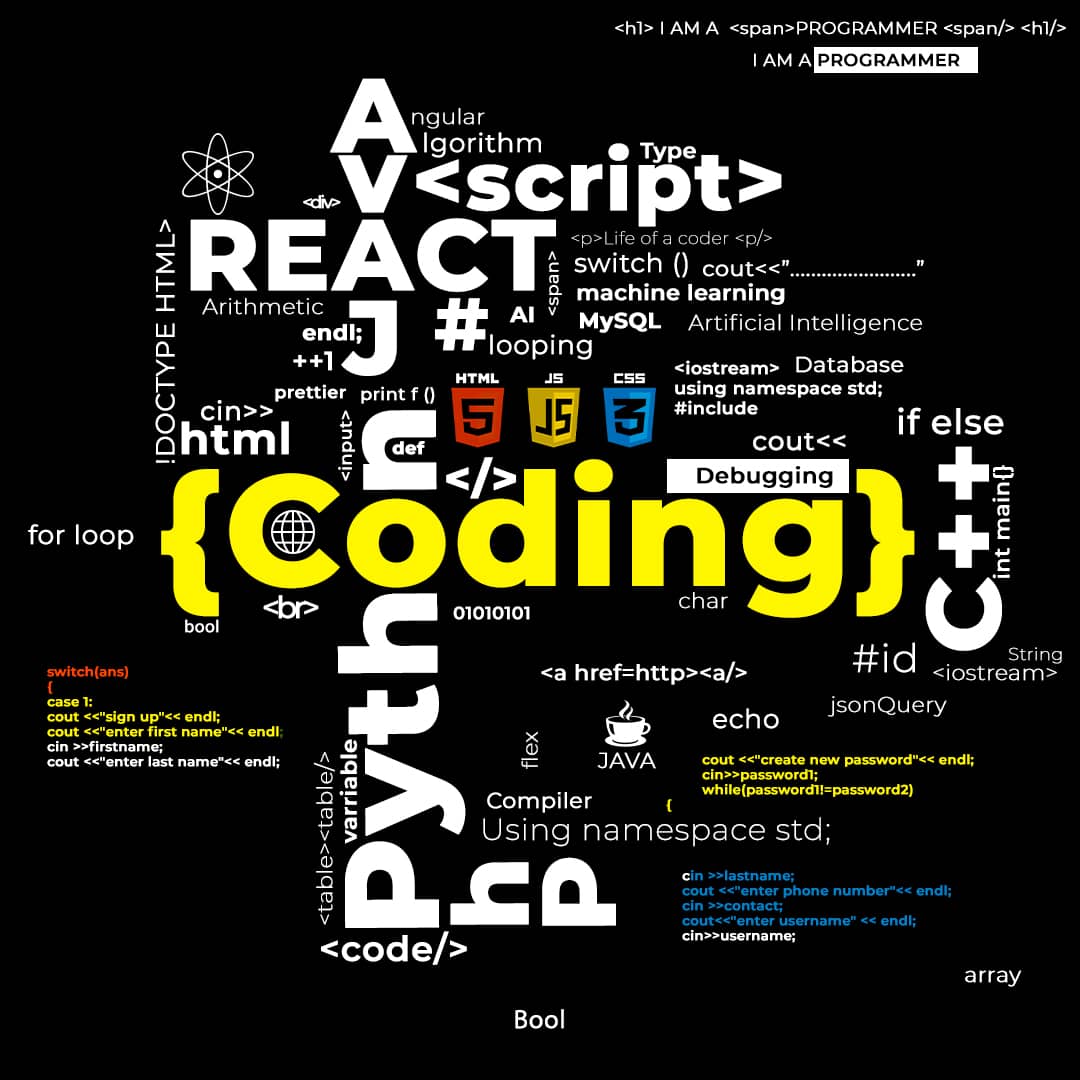 <h1> I AM A <span>PROGRAMMER <span/> <h1/>
I AM A PROGRAMMER
JAVA
ngular
lgorithm
<script>
Type
<div>
REACT
<p>Life of a coder <p/>
<span>
switch ()
cout<<”........................”
!DOCTYPE HTML>
Arithmetic
machine learning
#
AI
MySQL
Artificial Intelligence
endl;
looping
++1
HTML
5
JS
JS
CSS
3
<iostream>
Database
using namespace std;
#include
prettier
print f ()
cin>>
html
<input>
def
</>
cout<<
if else
Debugging
C++
int main{}
for loop
{Coding}
Python
bool
<br>
01010101
char
#id
String
<iostream>
<a href=http><a/>
jsonQuery
switch(ans)
{
case 1:
cout <<"sign up"<< endl;
cout <<"enter first name"<< endl;
cin >>firstname;
cout <<"enter last name"<< endl;
echo
flex
JAVA
varriable
<table><table/>
cout <<"create new password"<< endl;
cin>>password1;
while(password1!=password2)
{
Compiler
Using namespace std;
Php
cin >>lastname;
cout <<"enter phone number"<< endl;
cin >>contact;
cout<<"enter username" << endl;
cin>>username;
<code/>
array
Bool